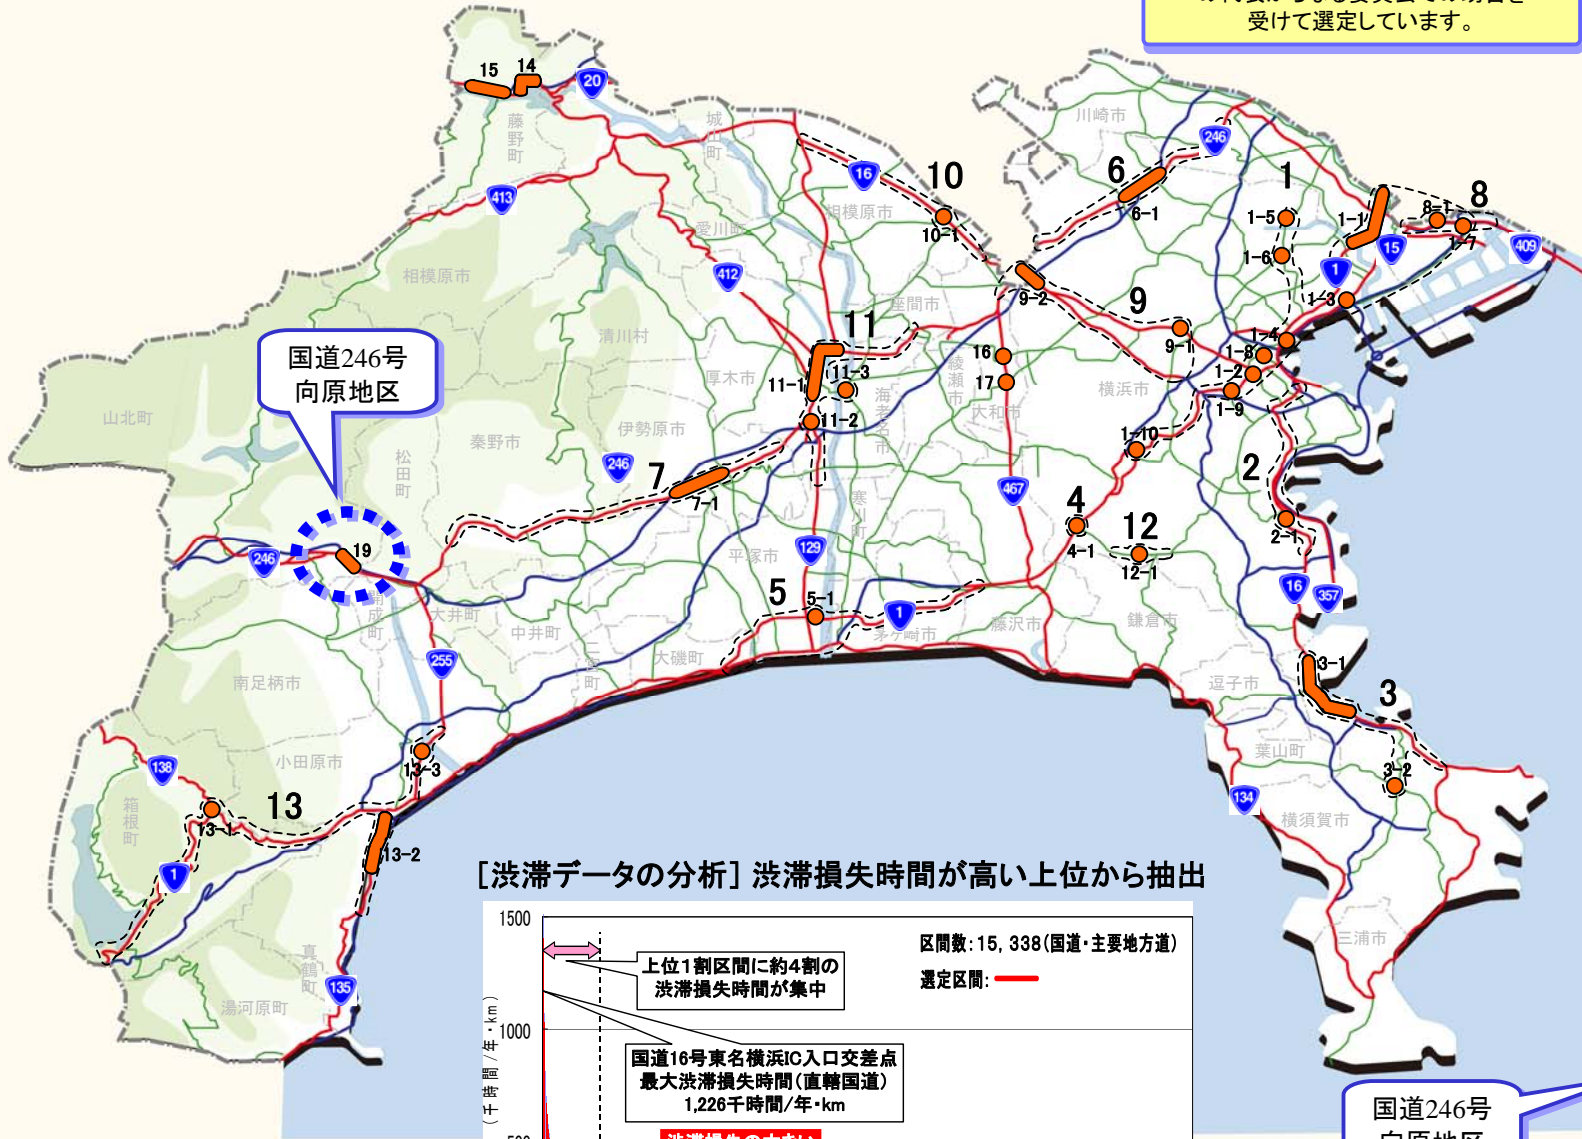 受けて選定しています。
15
14
20
藤野町
城山町
川崎市
246
413
16
10
相模原市
6
1
8
6-1
1-5
1-1
8-1
10-1
愛川町
1-7
15
409
相模原市
412
1-6
1
座間市
9-2
9
1-3
清川村
11
9-1
1-4
国道246号
向原地区
16
1-8
厚木市
11-1
11-3
綾瀬市
1-2
17
横浜市
大和市
海老名市
1-9
山北町
11-2
秦野市
伊勢原市
1-10
松田町
246
7
2
7-1
467
寒川町
4
12
2-1
19
246
129
平塚市
4-1
12-1
16
357
開成町
大井町
中井町
5
5-1
1
茅ヶ崎市
藤沢市
鎌倉市
255
二宮町
大磯町
3-1
南足柄市
逗子市
3
葉山町
138
小田原市
13-3
3-2
箱根町
13
13-1
134
横須賀市
13-2
1
[渋滞データの分析] 渋滞損失時間が高い上位から抽出
1500
区間数:15,338(国道・主要地方道)
上位1割区間に約4割の
渋滞損失時間が集中
選定区間:
三浦市
真鶴町
135
湯河原町
(千時間/年・km)
1000
国道16号東名横浜IC入口交差点
最大渋滞損失時間(直轄国道)
1,226千時間/年・km
国道246号